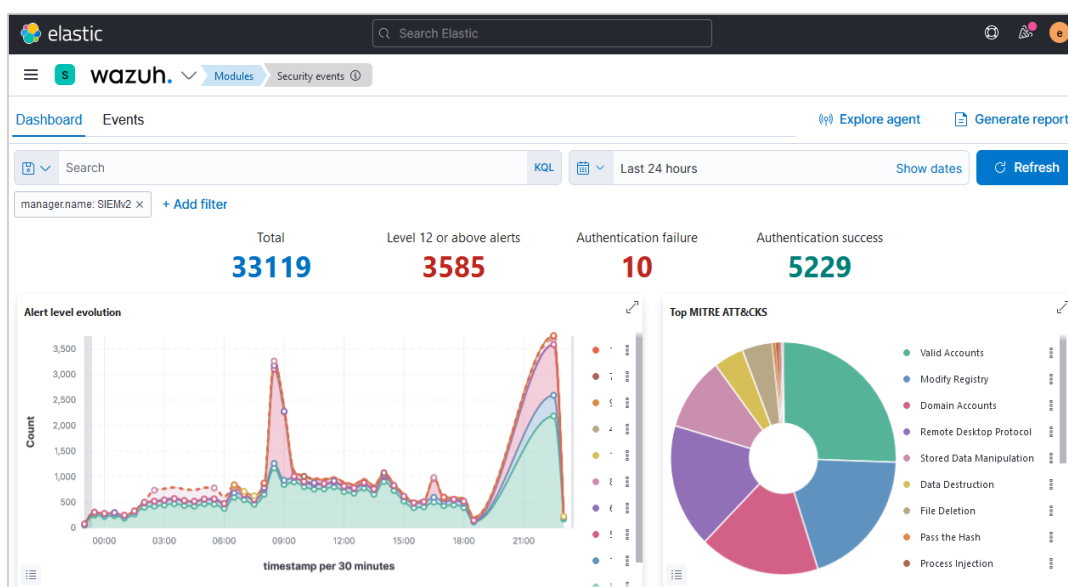 elastic
Search Elastic
e
S
wazuh.
Modules
Security events
Dashboard
Events
Explore agent
Generate report
Search
KQL
Last 24 hours
Show dates
Refresh
manager.name: SIEMv2 ×
+ Add filter
Total
33119
Level 12 or above alerts
3585
Authentication failure
10
Authentication success
5229
Alert level evolution
Count
3,500
3,000
2,500
2,000
1,500
1,000
500
0
00:00
03:00
06:00
09:00
12:00
15:00
18:00
21:00
timestamp per 30 minutes
Top MITRE ATT&CKS
Valid Accounts
Modify Registry
Domain Accounts
Remote Desktop Protocol
Stored Data Manipulation
Data Destruction
File Deletion
Pass the Hash
Process Injection